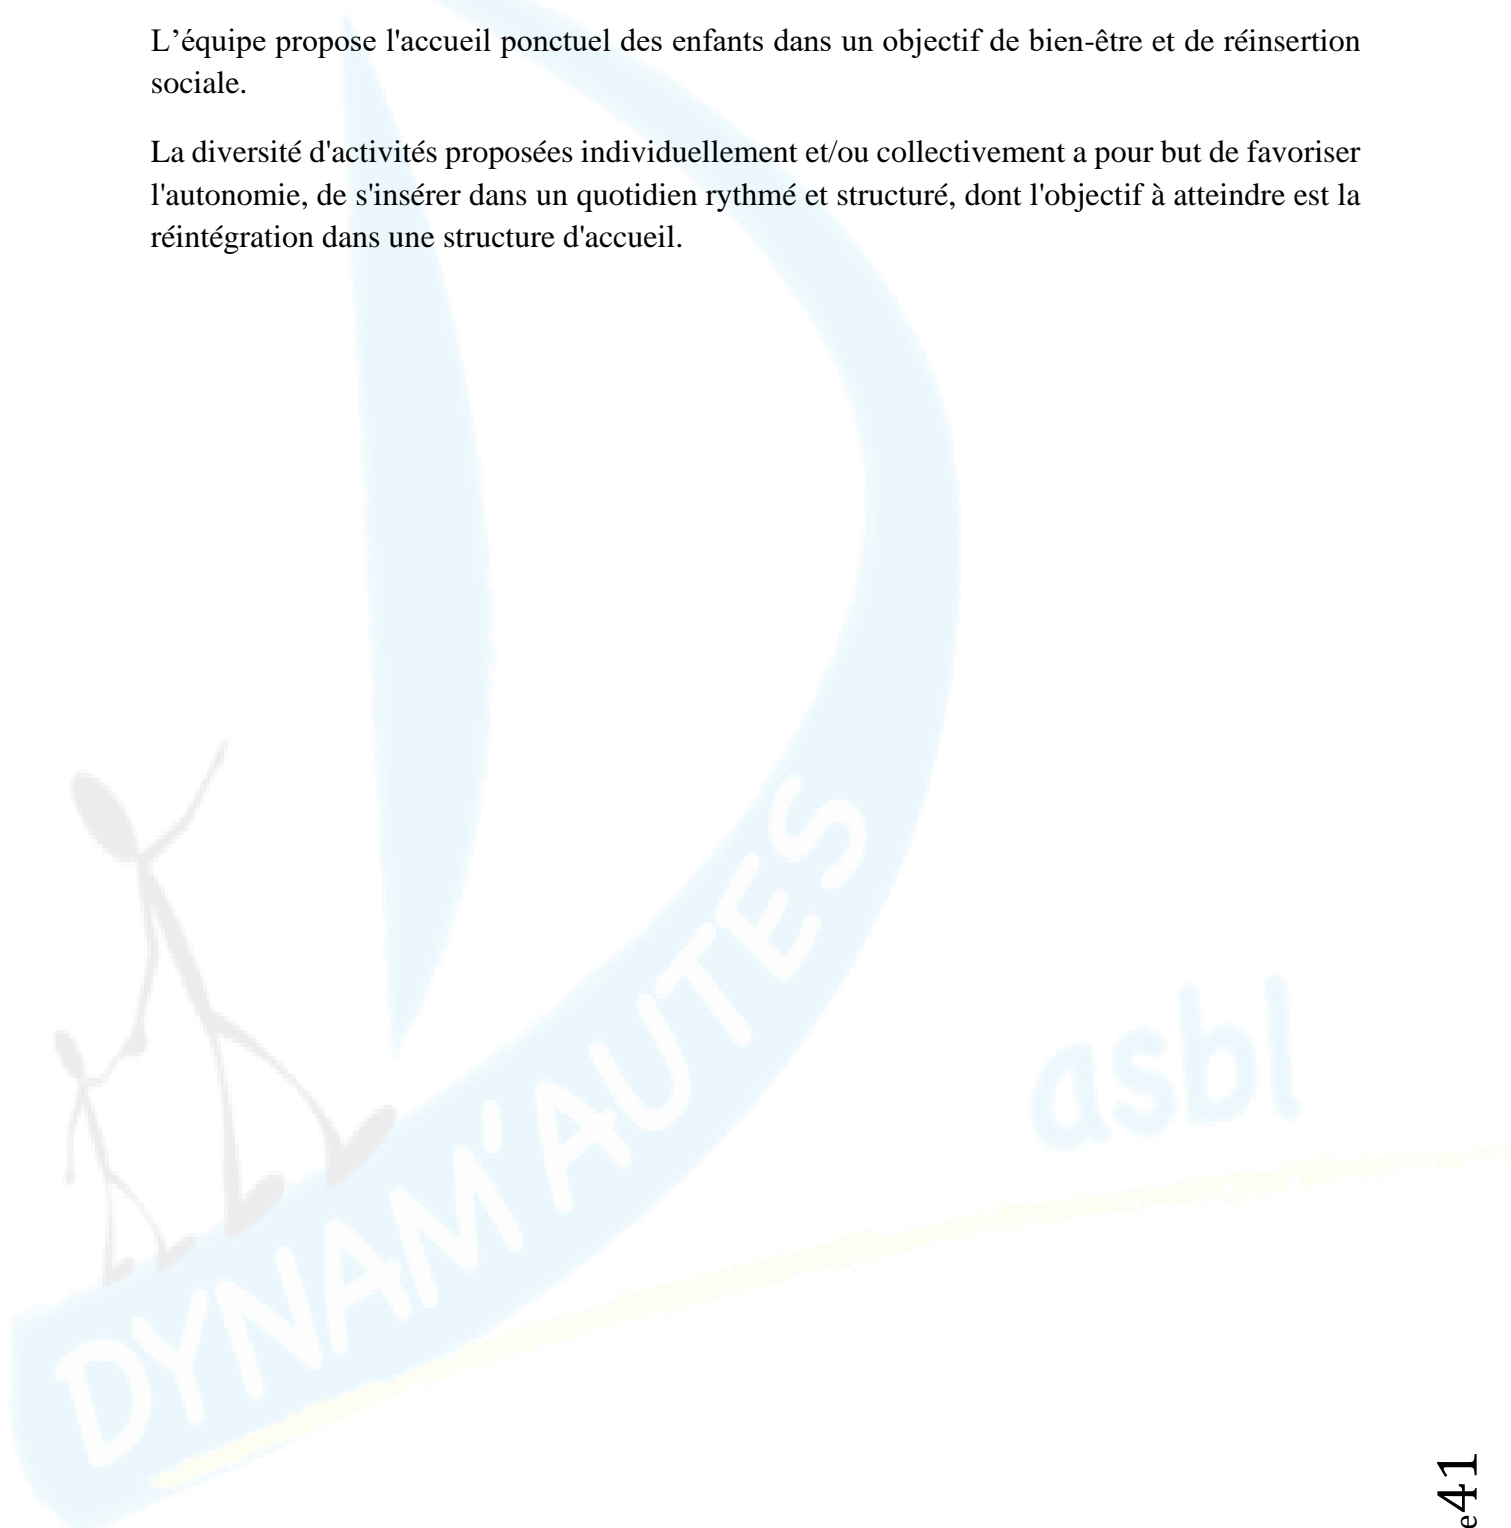 L’équipe propose l'accueil ponctuel des enfants dans un objectif de bien-être et de réinsertion
sociale.
La diversité d'activités proposées individuellement et/ou collectivement a pour but de favoriser
l'autonomie, de s'insérer dans un quotidien rythmé et structuré, dont l'objectif à atteindre est la
réintégration dans une structure d'accueil.
DYNAM'AUTES
asbl
e41